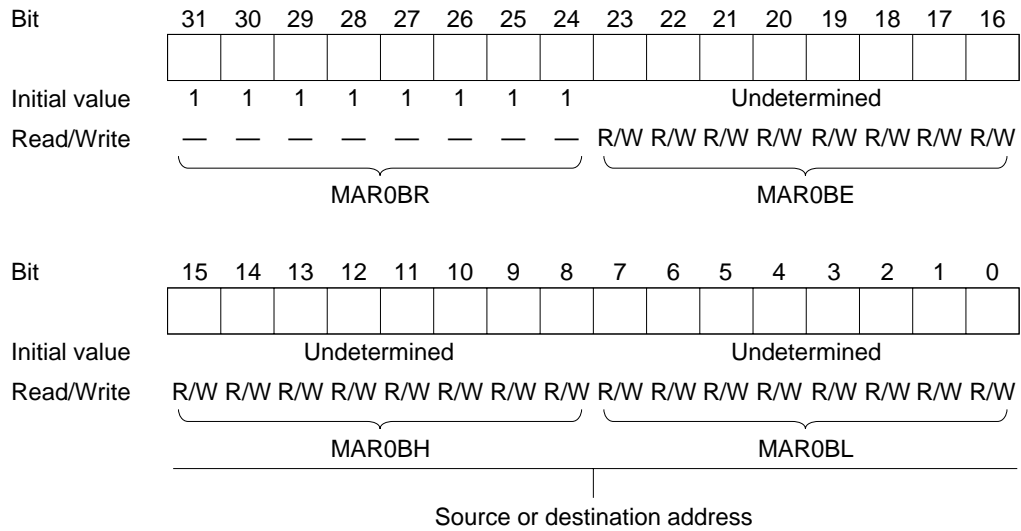 Bit 31 30 29 28 27 26 25 24 23 22 21 20 19 18 17 16
Initial value 1 1 1 1 1 1 1 1 Undetermined
Read/Write — — — — — — — — R/W R/W R/W R/W R/W R/W R/W R/W
MAR0BR MAR0BE
Bit 15 14 13 12 11 10 9 8 7 6 5 4 3 2 1 0
Initial value Undetermined Undetermined
Read/Write R/W R/W R/W R/W R/W R/W R/W R/W R/W R/W R/W R/W R/W R/W R/W R/W
MAR0BH MAR0BL
Source or destination address